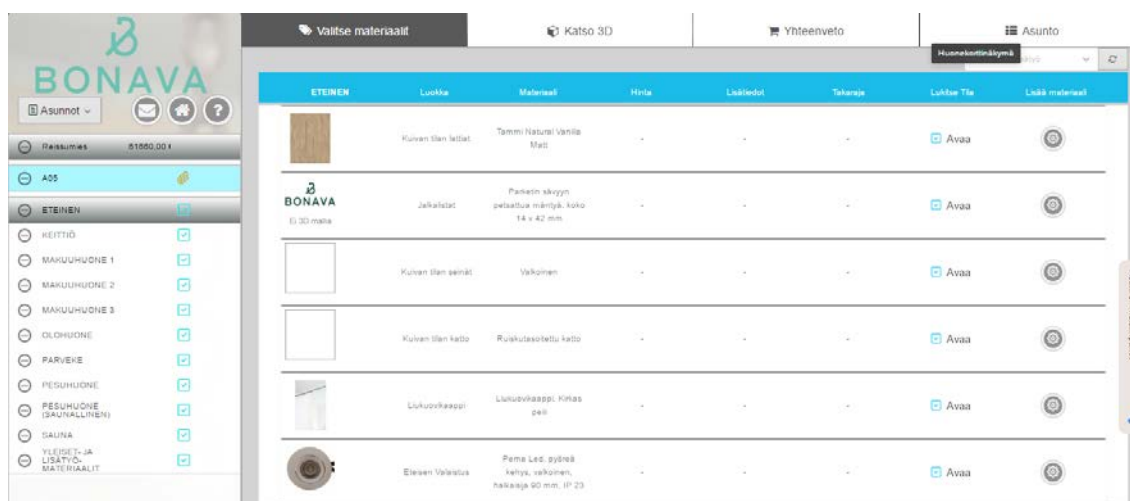 BONAVA
Asunnot
?
Reissumies
A05
ETEINEN
KEITTIÖ
MAKUUHUONE 1
MAKUUHUONE 2
MAKUUHUONE 3
OLOHUONE
PARVEKE
PESUHUONE
PESUHUONE
(SAUNALLINEN)
SAUNA
YLEISET- JA
LISÄTYÖ-
MATERIAALIT
Valitse materiaalit
Katso 3D
Yhteenveto
Asunto
Huonekorttinäkymä
ETEINEN Luokka Materiaali Hinta Lisätiedot Takaraja Lukitse Tila Lisää materiaali
Kuivan tilan lattiat
Tammi Natural Vanilla
Matt
- - - Avaa
BONAVA
Ei 3D mallia
Jalkalistat
Parketin sävyyn
petsattua mäntyä, koko
14 x 42 mm
- - - Avaa
Kuivan tilan seinät
Valkoinen
- - - Avaa
Kuivan tilan katto
Ruiskutasoitettu katto
- - - Avaa
Liukuovikaappi
Liukuovikaappi, Kirkas
peili
- - - Avaa
Eteisen Valaistus
Pema Led, pyöreä
kehys, valkoinen,
halkaisija 90 mm, IP 23
- - - Avaa